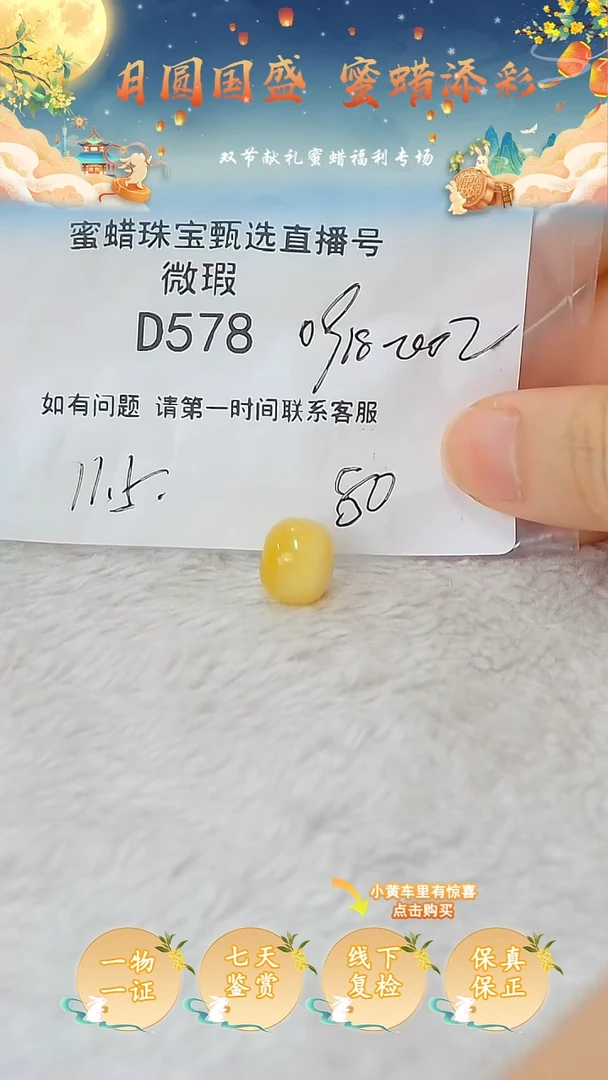 月圆国盛 蜜蜡添彩
双节献礼蜜蜡福利专场
蜜蜡珠宝甄选直播号
微瑕
D578 0918-002
如有问题 请第一时间联系客服
11.5. 80
小黄车里有惊喜
点击购买
一物
一证
七天
鉴赏
线下
复检
保真
保正